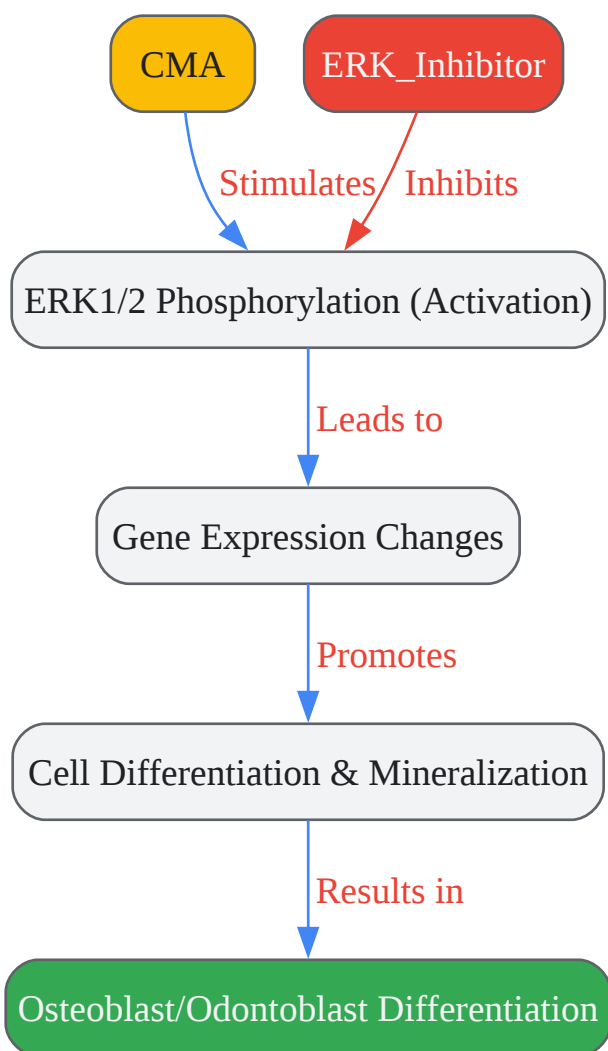 CMA
ERK_Inhibitor
Stimulates
Inhibits
ERK1/2 Phosphorylation (Activation)
Leads to
Gene Expression Changes
Promotes
Cell Differentiation & Mineralization
Results in
Osteoblast/Odontoblast Differentiation